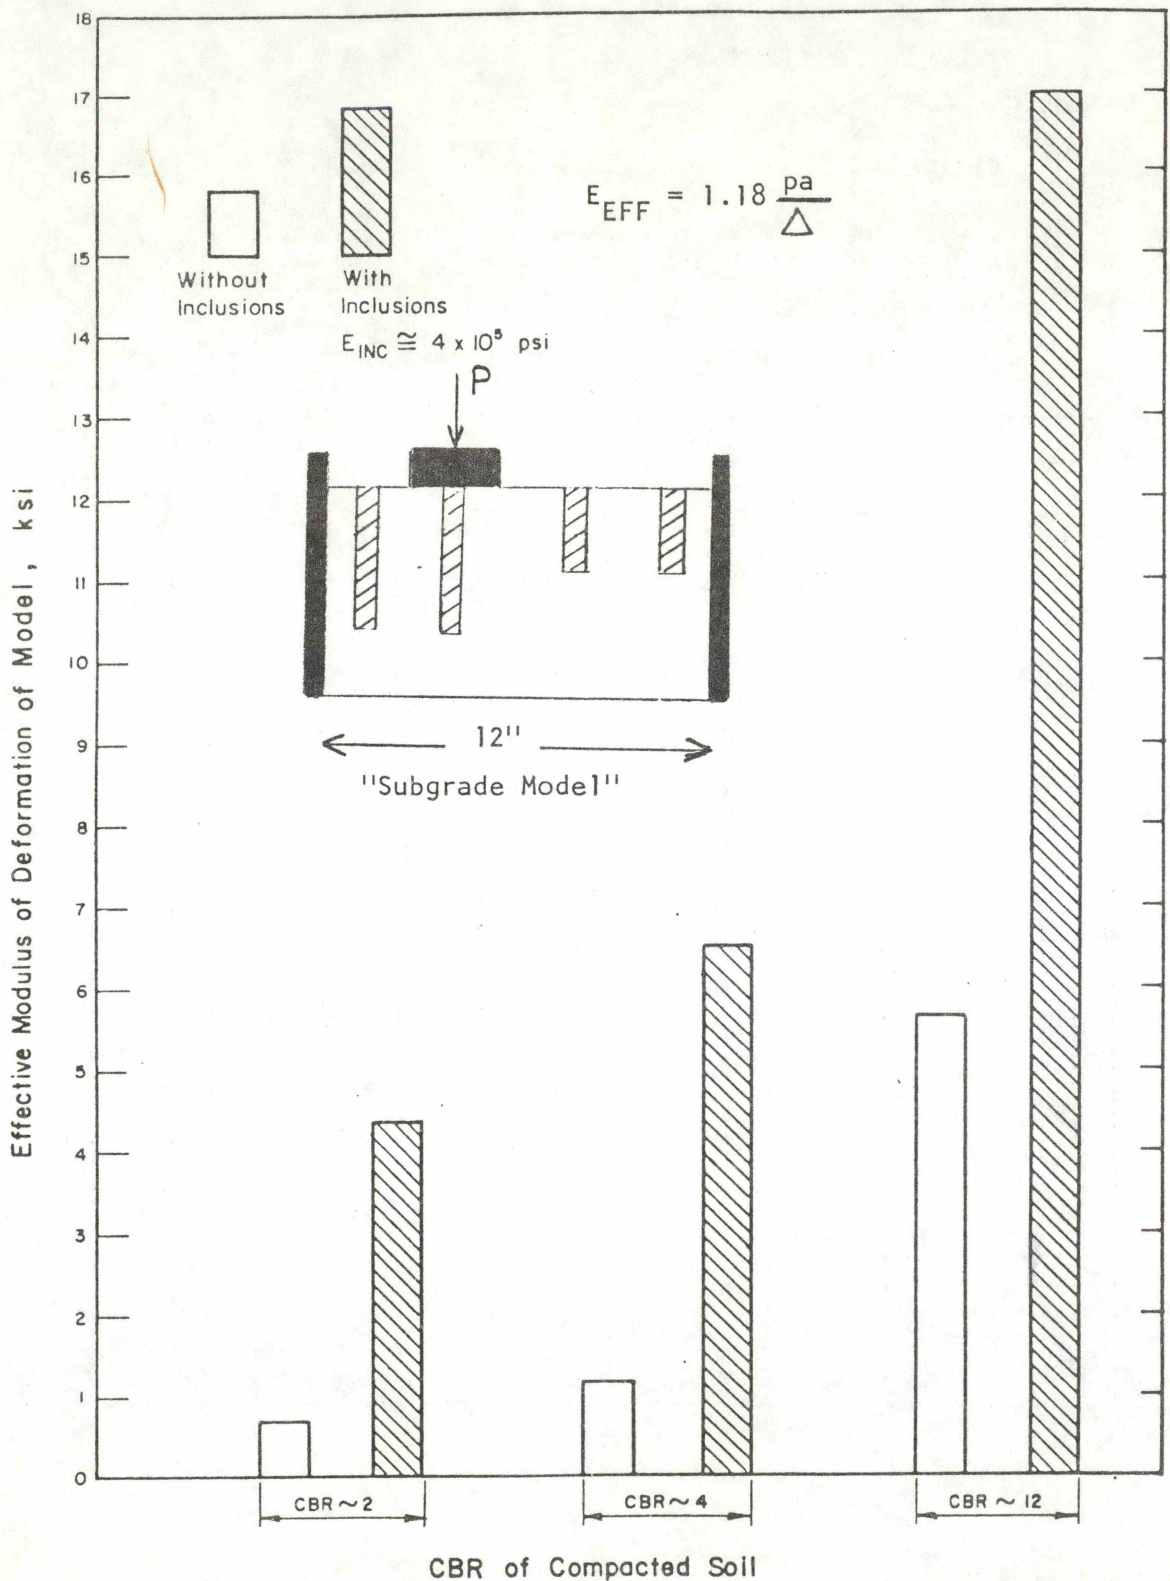 18
17
16
15
14
13
12
11
10
9
8
7
6
5
4
3
2
1
0
Effective Modulus of Deformation of Model, ksi
Without
Inclusions
With
Inclusions
E_INC ≅ 4 x 10⁵ psi
E_EFF = 1.18 pa/△
P
12"
"Subgrade Model"
CBR ~ 2
CBR ~ 4
CBR ~ 12
CBR of Compacted Soil